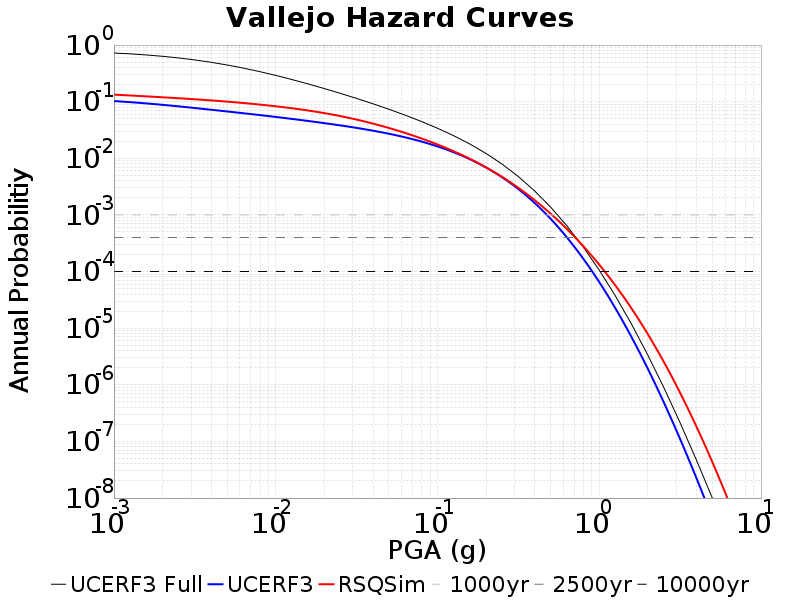 Vallejo Hazard Curves
10^0
10^-1
10^-2
10^-3
10^-4
10^-5
10^-6
10^-7
10^-8
Annual Probabilitiy
10^-3 10^-2 10^-1 10^0 10^1
PGA (g)
UCERF3 Full UCERF3 RSQSim 1000yr 2500yr 10000yr